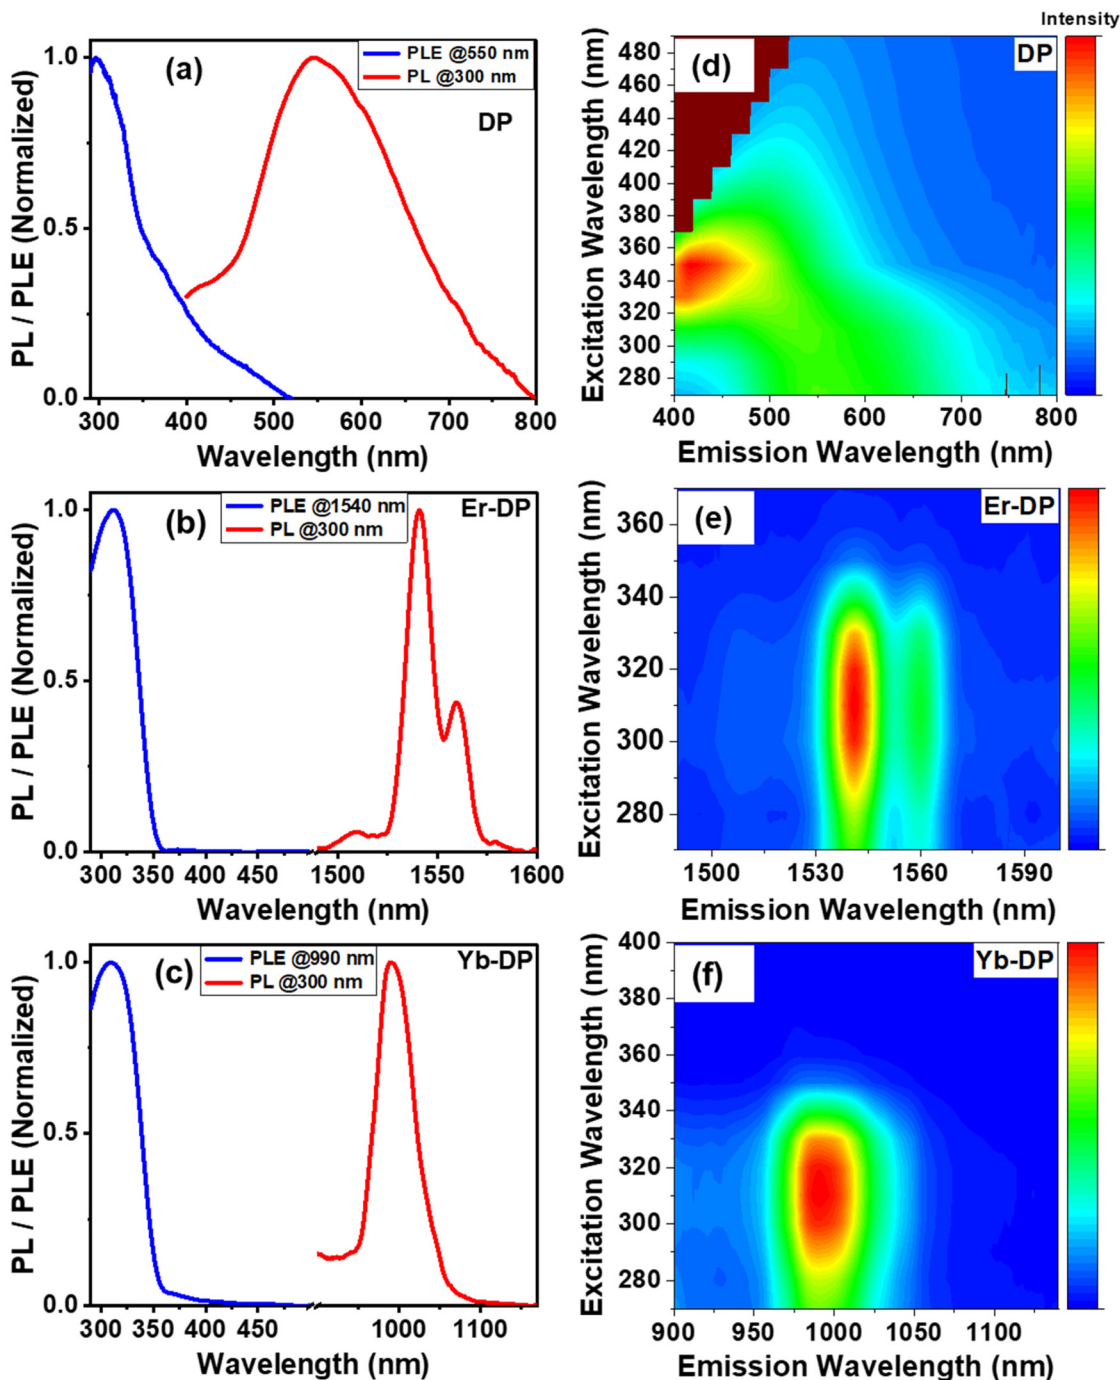 (a)
PLE @550 nm
PL @300 nm
DP
PL / PLE (Normalized)
1.0
0.5
0.0
300 400 500 600 700 800
Wavelength (nm)
Intensity
(d)
DP
Excitation Wavelength (nm)
480
460
440
420
400
380
360
340
320
300
280
400 500 600 700 800
Emission Wavelength (nm)
(b)
PLE @1540 nm
PL @300 nm
Er-DP
PL / PLE (Normalized)
1.0
0.5
0.0
300 350 400 450 1500 1550 1600
Wavelength (nm)
(e)
Er-DP
Excitation Wavelength (nm)
360
340
320
300
280
1500 1530 1560 1590
Emission Wavelength (nm)
(c)
PLE @990 nm
PL @300 nm
Yb-DP
PL / PLE (Normalized)
1.0
0.5
0.0
300 350 400 450 1000 1100
Wavelength (nm)
(f)
Yb-DP
Excitation Wavelength (nm)
400
380
360
340
320
300
280
900 950 1000 1050 1100
Emission Wavelength (nm)